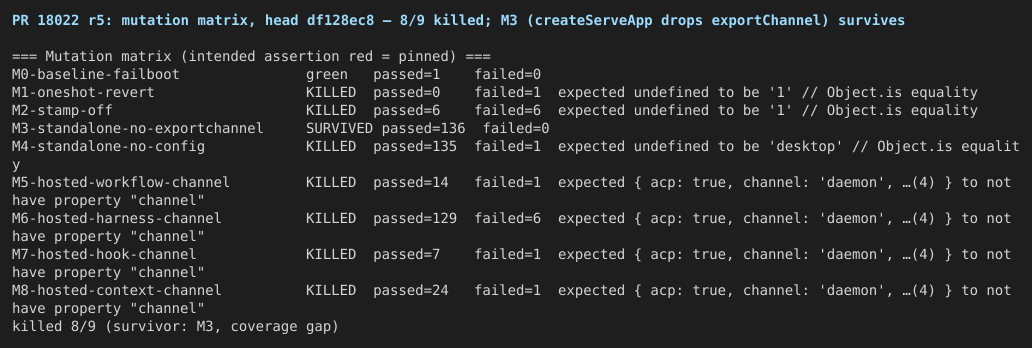 PR 18022 r5: mutation matrix, head df128ec8 — 8/9 killed; M3 (createServeApp drops exportChannel) survives
=== Mutation matrix (intended assertion red = pinned) ===
M0-baseline-failboot green passed=1 failed=0
M1-oneshot-revert KILLED passed=0 failed=1 expected undefined to be '1' // Object.is equality
M2-stamp-off KILLED passed=6 failed=6 expected undefined to be '1' // Object.is equality
M3-standalone-no-exportchannel SURVIVED passed=136 failed=0
M4-standalone-no-config KILLED passed=135 failed=1 expected undefined to be 'desktop' // Object.is equalit
y
M5-hosted-workflow-channel KILLED passed=14 failed=1 expected { acp: true, channel: 'daemon', …(4) } to not
have property "channel"
M6-hosted-harness-channel KILLED passed=129 failed=6 expected { acp: true, channel: 'daemon', …(4) } to not
have property "channel"
M7-hosted-hook-channel KILLED passed=7 failed=1 expected { acp: true, channel: 'daemon', …(4) } to not
have property "channel"
M8-hosted-context-channel KILLED passed=24 failed=1 expected { acp: true, channel: 'daemon', …(4) } to not
have property "channel"
killed 8/9 (survivor: M3, coverage gap)